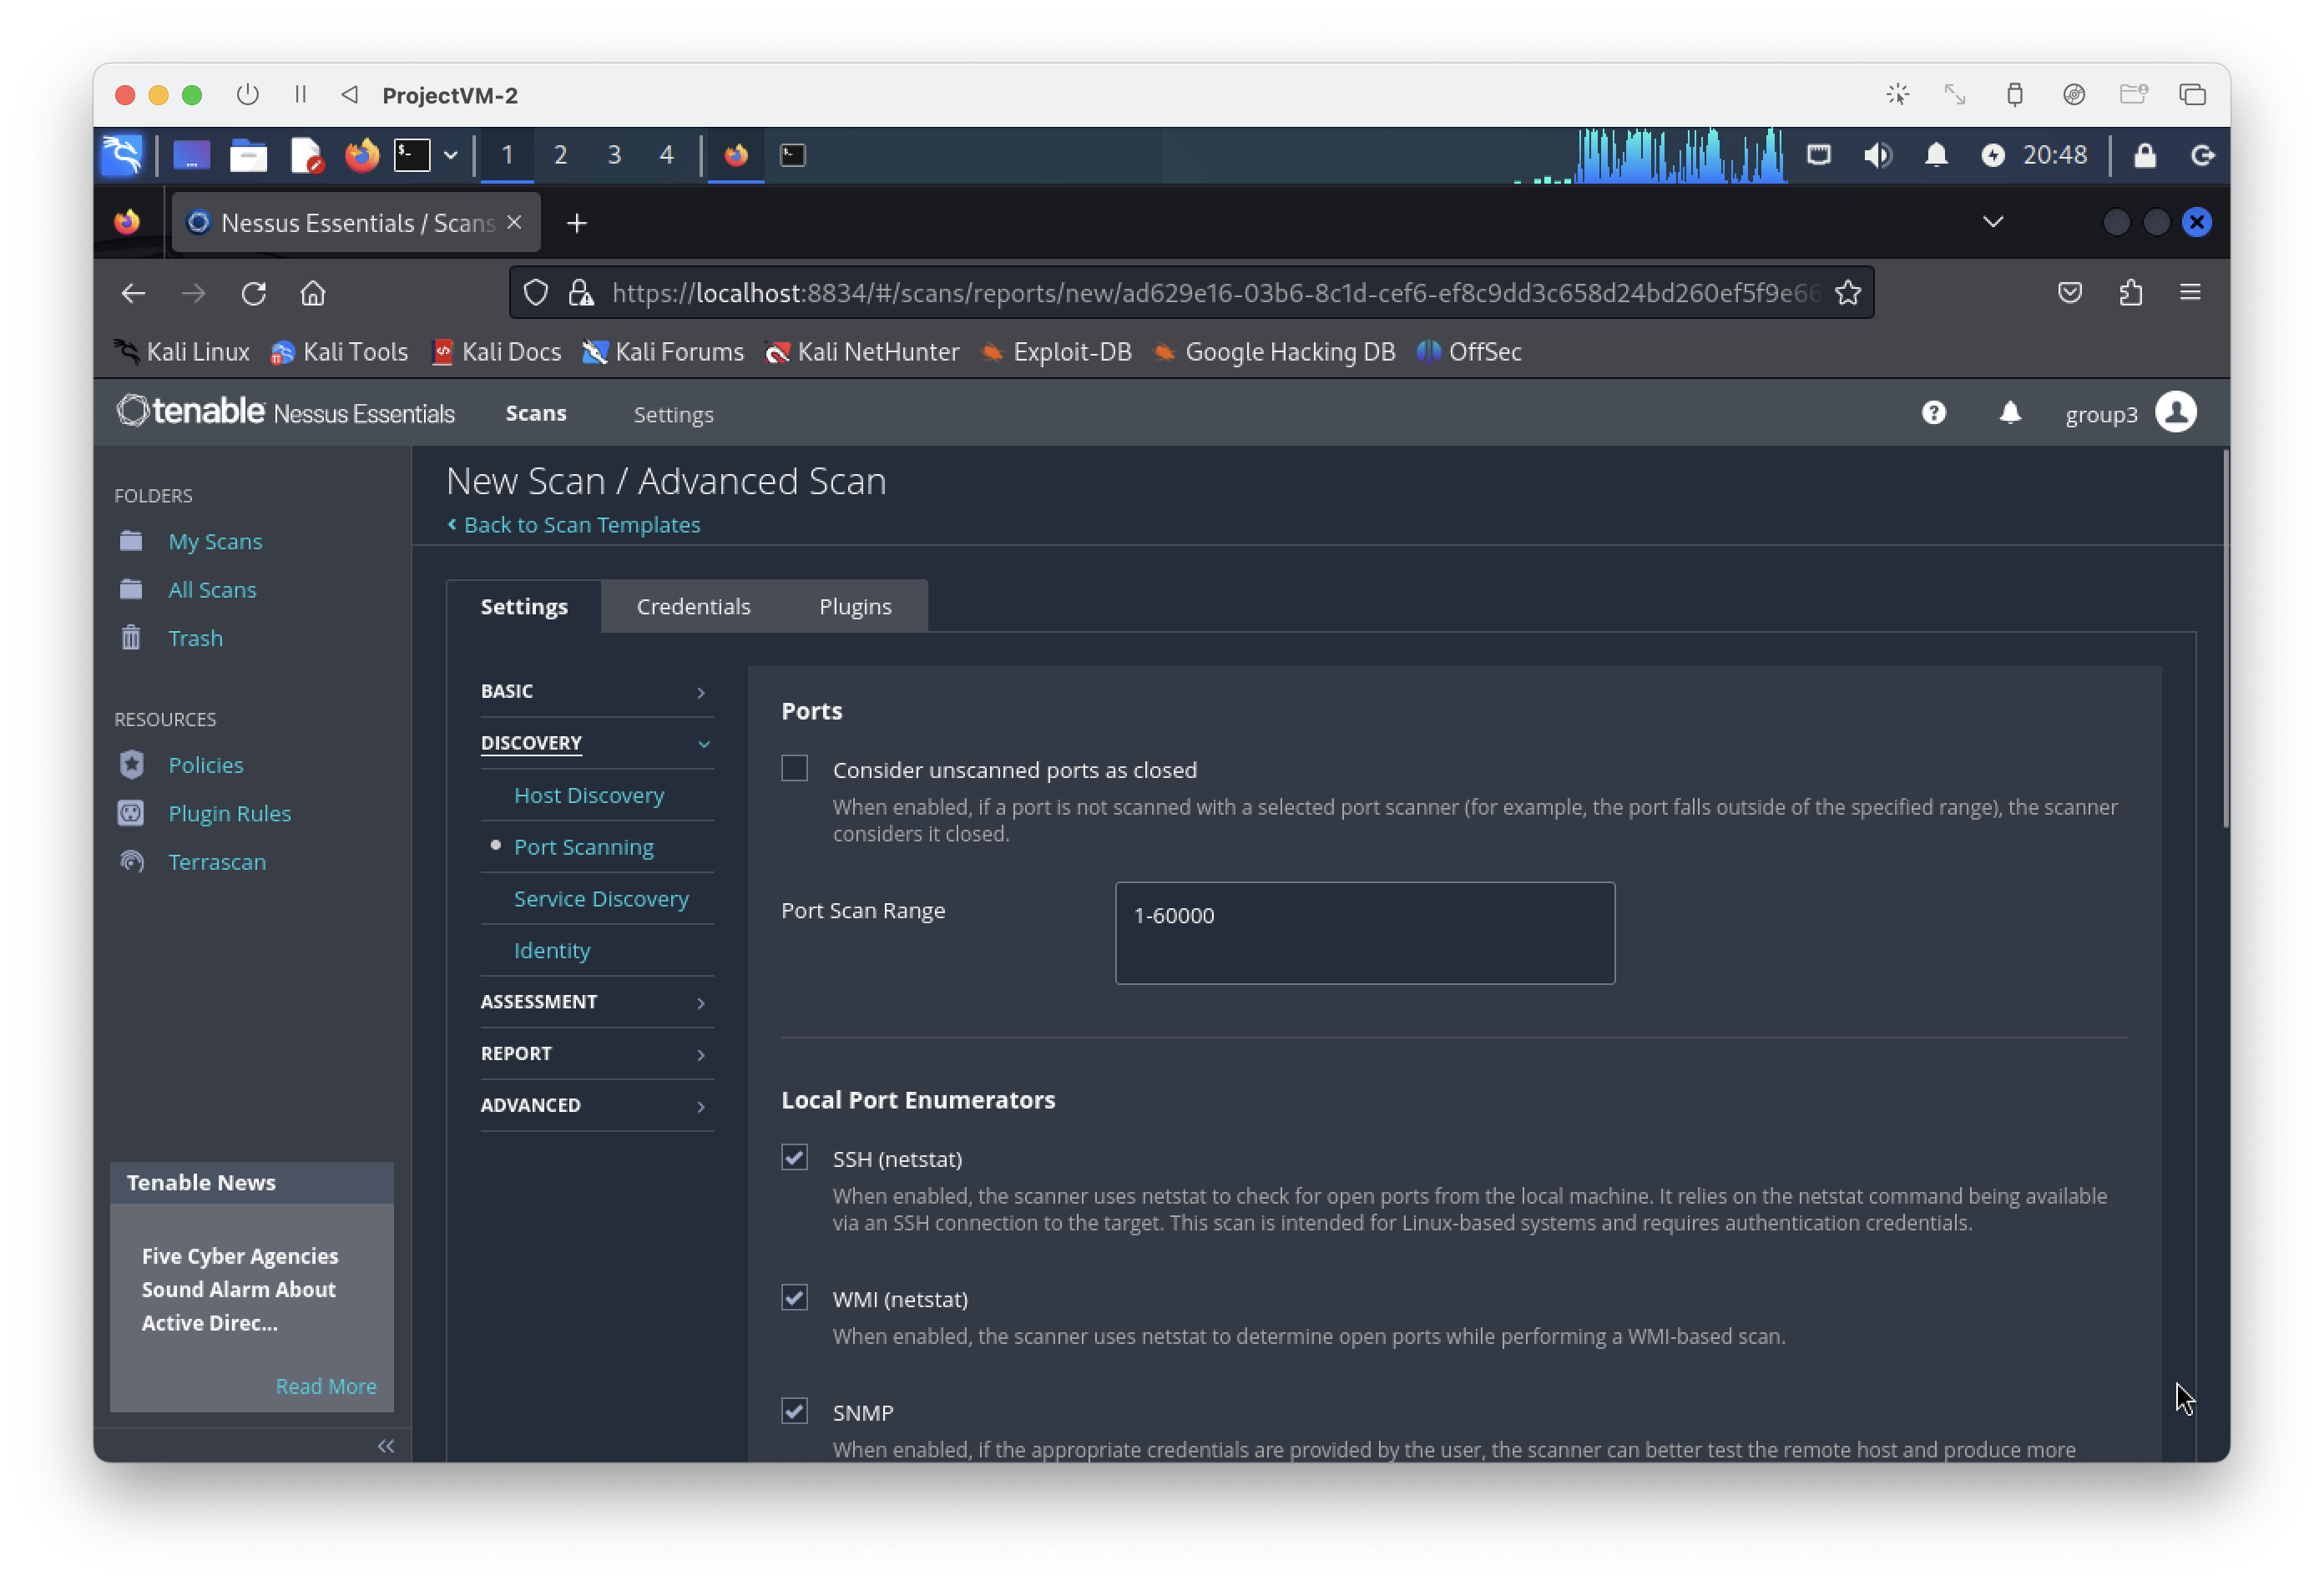 ProjectVM-2
1 2 3 4
20:48
Nessus Essentials / Scans
https://localhost:8834/#/scans/reports/new/ad629e16-03b6-8c1d-cef6-ef8c9dd3c658d24bd260ef5f9e66
Kali Linux Kali Tools Kali Docs Kali Forums Kali NetHunter Exploit-DB Google Hacking DB OffSec
tenable Nessus Essentials Scans Settings group3
FOLDERS
My Scans
All Scans
Trash
RESOURCES
Policies
Plugin Rules
Terrascan
Tenable News
Five Cyber Agencies
Sound Alarm About
Active Direc...
Read More
New Scan / Advanced Scan
Back to Scan Templates
Settings Credentials Plugins
BASIC
DISCOVERY
Host Discovery
Port Scanning
Service Discovery
Identity
ASSESSMENT
REPORT
ADVANCED
Ports
Consider unscanned ports as closed
When enabled, if a port is not scanned with a selected port scanner (for example, the port falls outside of the specified range), the scanner
considers it closed.
Port Scan Range 1-60000
Local Port Enumerators
SSH (netstat)
When enabled, the scanner uses netstat to check for open ports from the local machine. It relies on the netstat command being available
via an SSH connection to the target. This scan is intended for Linux-based systems and requires authentication credentials.
WMI (netstat)
When enabled, the scanner uses netstat to determine open ports while performing a WMI-based scan.
SNMP
When enabled, if the appropriate credentials are provided by the user, the scanner can better test the remote host and produce more